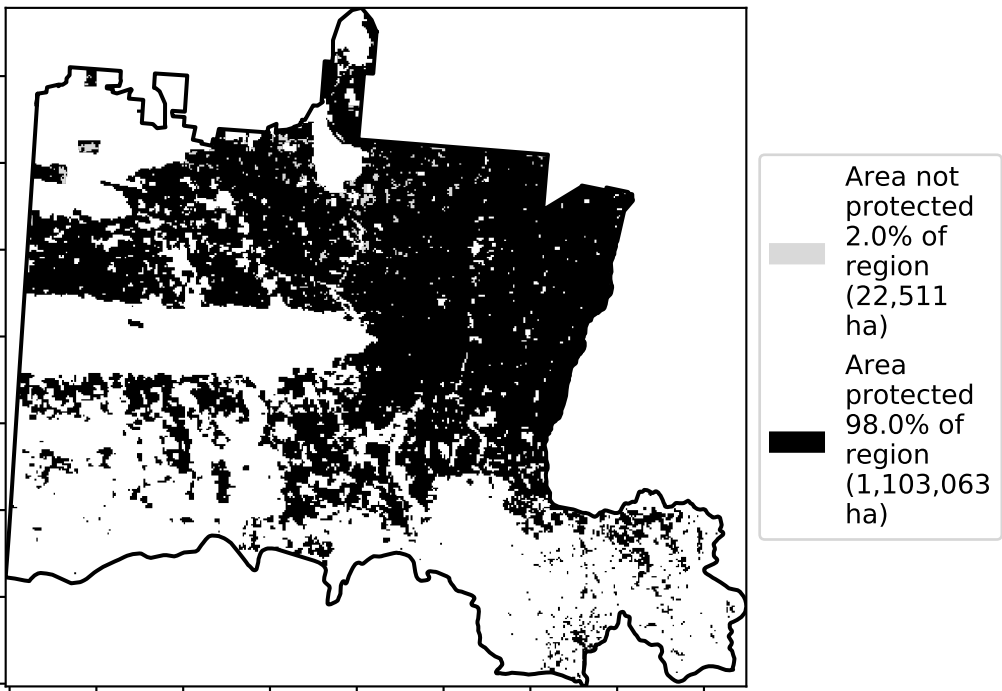 Area not
protected
2.0% of
region
(22,511
ha)
Area
protected
98.0% of
region
(1,103,063
ha)